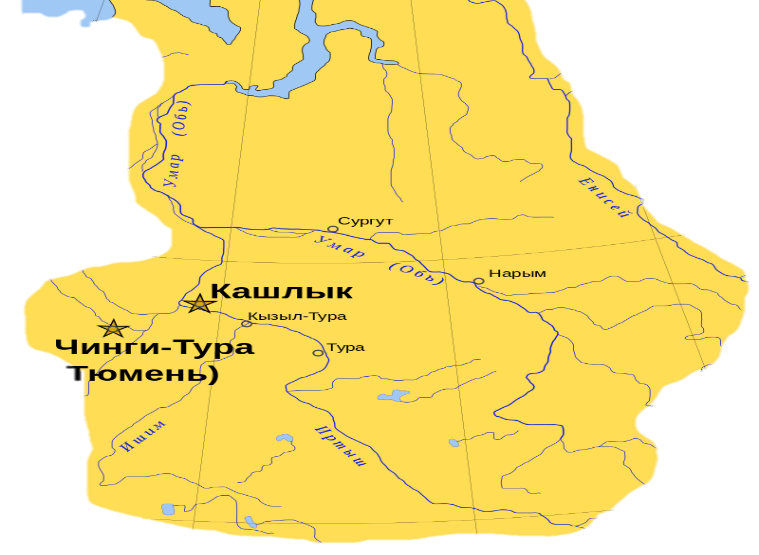 Умар (Обь)
Енисей
Сургут
Умар (Обь)
Нарым
Кашлык
Кызыл-Тура
Чинги-Тура
Тюмень)
Тура
Ишим
Иртыш